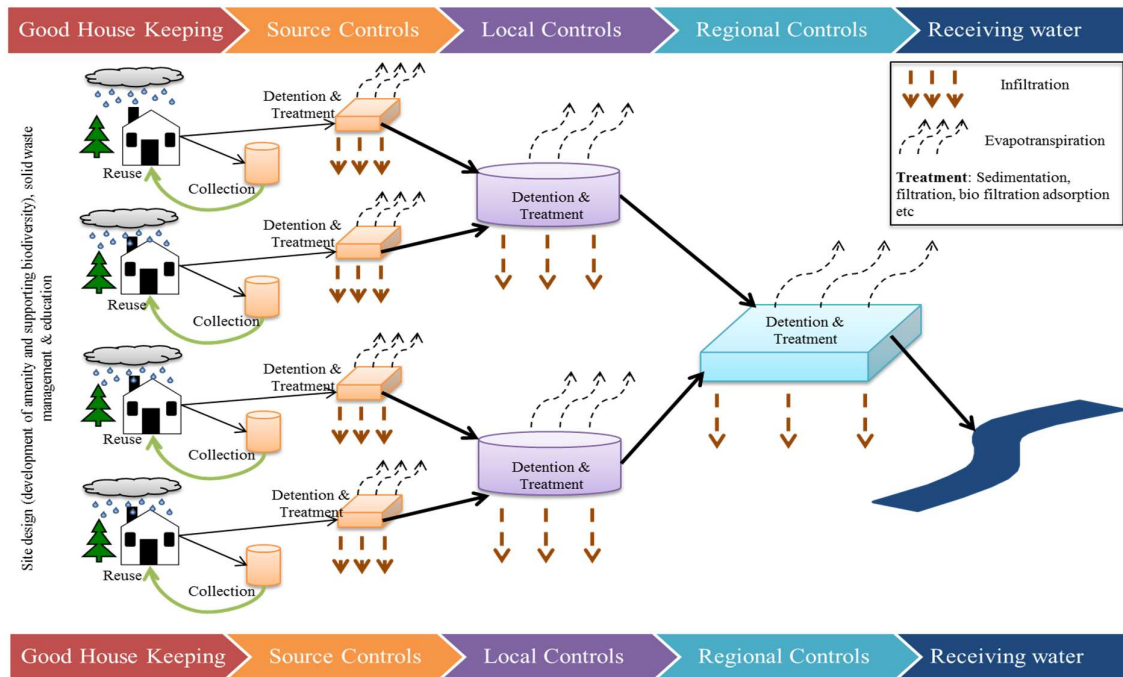 Good House Keeping
Source Controls
Local Controls
Regional Controls
Receiving water
Site design (development of amenity and supporting biodiversity), solid waste
management & education
Infiltration
Evapotranspiration
Treatment: Sedimentation,
filtration, bio filtration adsorption
etc
Detention &
Treatment
Reuse
Collection
Detention &
Treatment
Reuse
Collection
Detention &
Treatment
Reuse
Collection
Detention &
Treatment
Reuse
Collection
Detention &
Treatment
Detention &
Treatment
Detention &
Treatment
Good House Keeping
Source Controls
Local Controls
Regional Controls
Receiving water